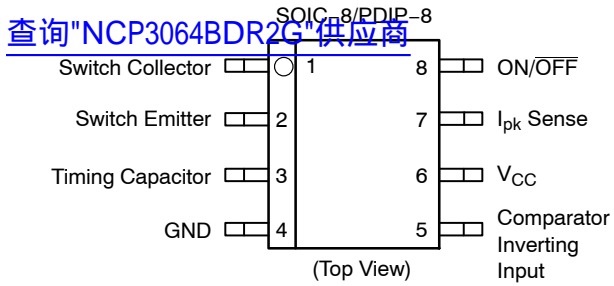 SOIC-8/PDIP-8
查询"NCP3064BDR2G"供应商
Switch Collector 1 8 ON/OFF
Switch Emitter 2 7 Ipk Sense
Timing Capacitor 3 6 VCC
GND 4 5 Comparator
Inverting
Input
(Top View)